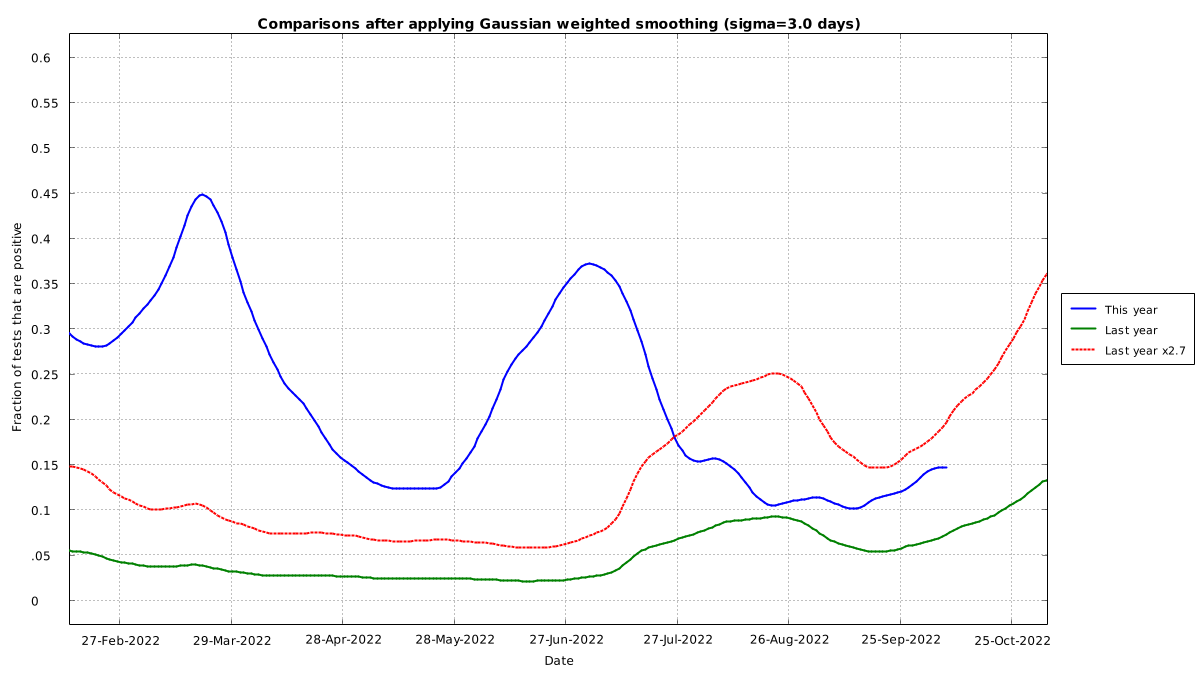 Comparisons after applying Gaussian weighted smoothing (sigma=3.0 days)
Fraction of tests that are positive
0.6
0.55
0.5
0.45
0.4
0.35
0.3
0.25
0.2
0.15
0.1
.05
0
27-Feb-2022 29-Mar-2022 28-Apr-2022 28-May-2022 27-Jun-2022 27-Jul-2022 26-Aug-2022 25-Sep-2022 25-Oct-2022
Date
This year
Last year
Last year x2.7